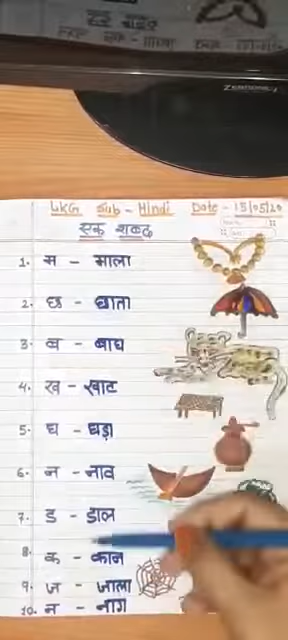 LKG Sub - Hindi Date - 15/05/20
एक शब्द
1. म - माला
2. छ - छाता
3. ब - बाघ
4. ख - खाट
5. घ - घड़ा
6. न - नाव
7. ड - डाल
8. क - कान
9. ज - जाला
10. न - नाग